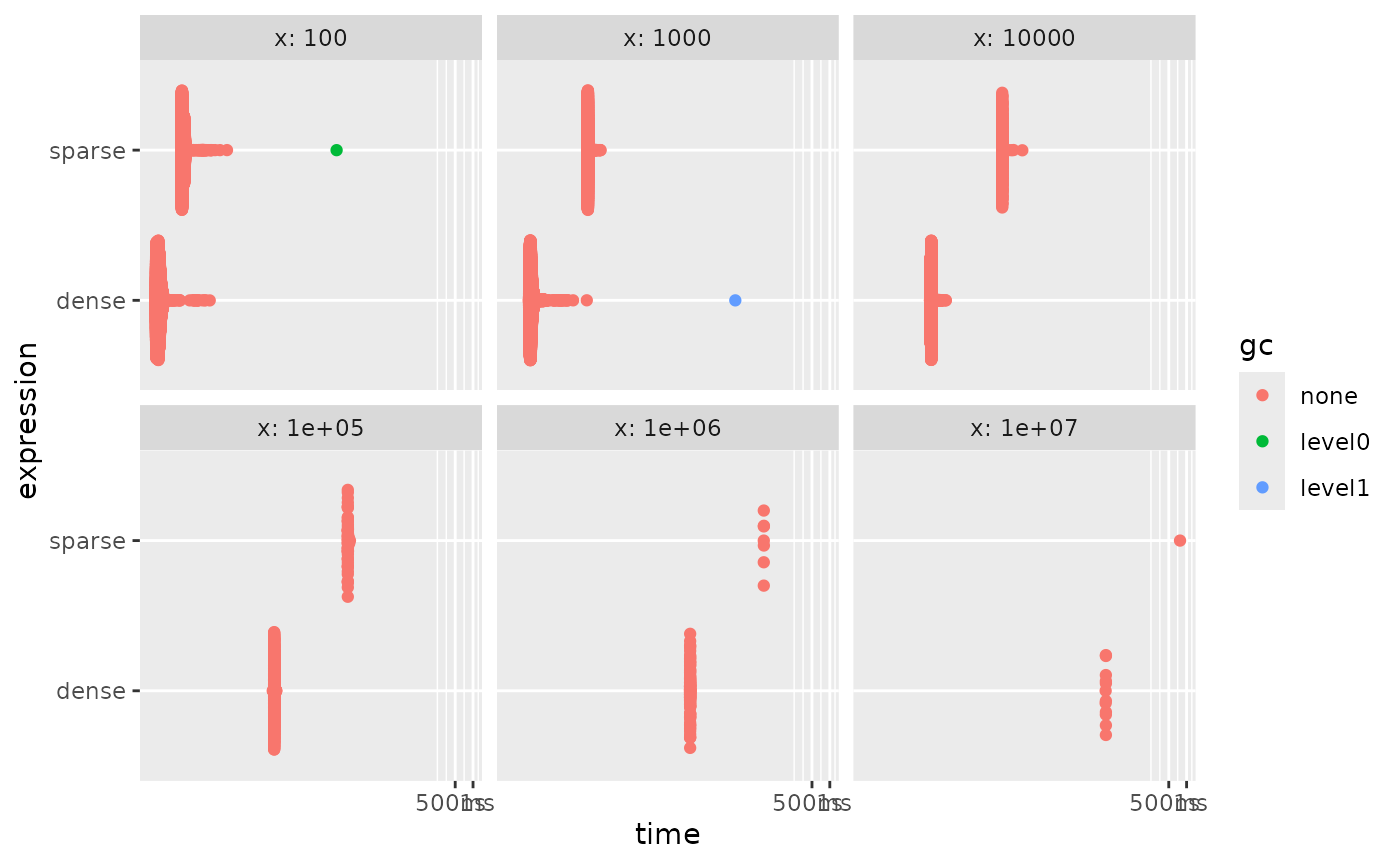 x: 100 x: 1000 x: 10000
sparse
dense
x: 1e+05 x: 1e+06 x: 1e+07
sparse
dense
500ms 1s 500ms 1s 500ms 1s
time
expression
gc
none
level0
level1